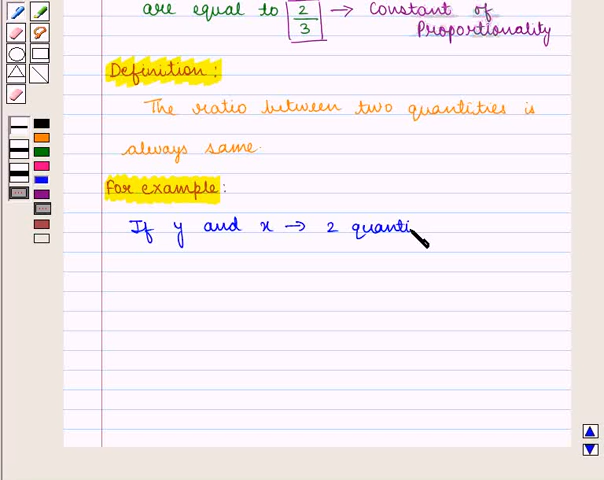 are equal to 2/3 → Constant of
Proportionality
Definition:
The ratio between two quantities is
always same.
For example:
If y and x → 2 quanti